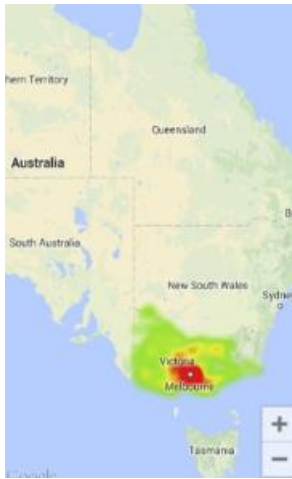 hern Territory
Queensland
Australia
South Australia
B
New South Wales
Sydne
Victoria
Melbourne
+
Tasmania
−
Google